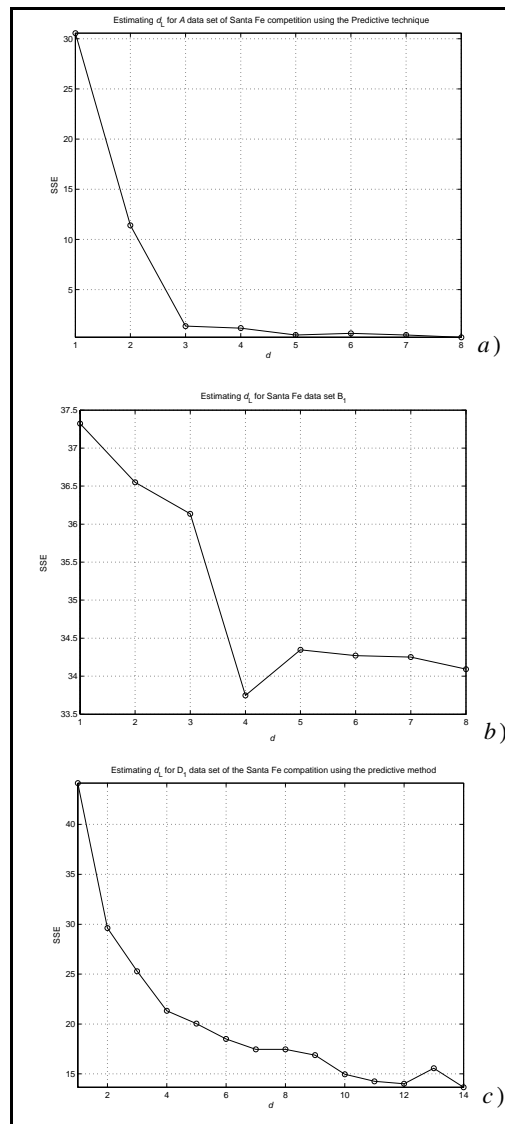 Estimating d_L for A data set of Santa Fe competition using the Predictive technique
30
25
20
15
10
5
SSE
1 2 3 4 5 6 7 8
d
a)
Estimating d_L for Santa Fe data set B_1
37.5
37
36.5
36
35.5
35
34.5
34
33.5
SSE
1 2 3 4 5 6 7 8
d
b)
Estimating d_L for D_1 data set of the Santa Fe compatition using the predictive method
40
35
30
25
20
15
SSE
2 4 6 8 10 12 14
d
c)